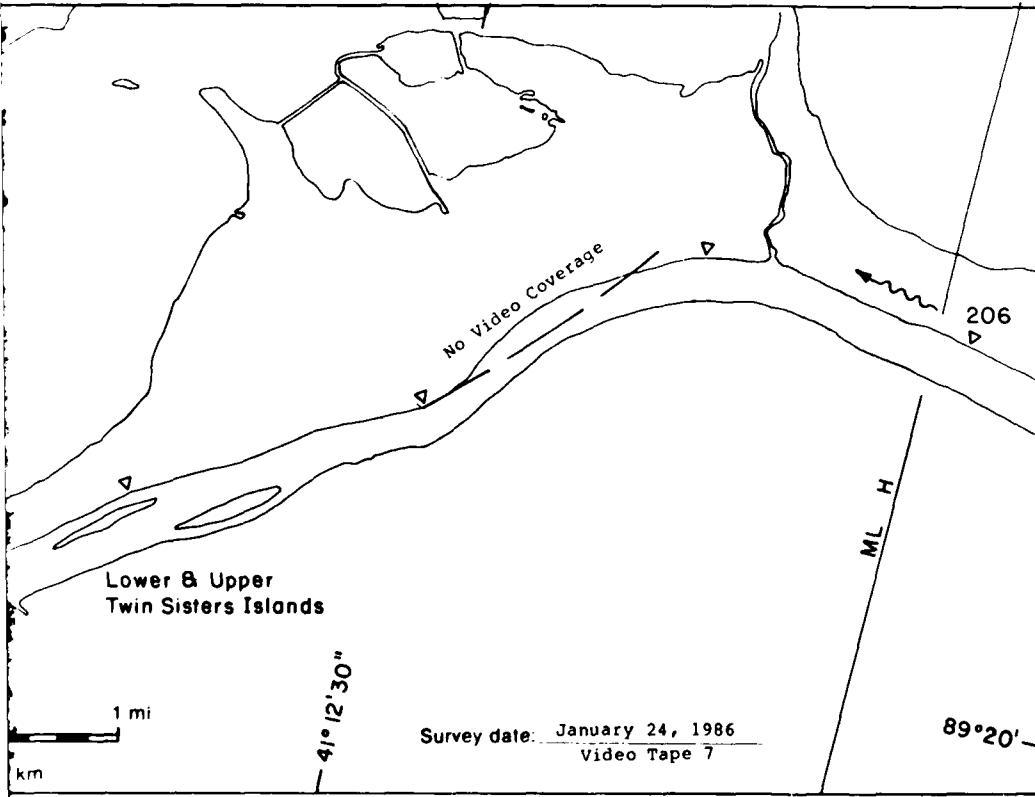 No Video Coverage
206
ML H
Lower & Upper
Twin Sisters Islands
1 mi
km
41°12'30"
Survey date: January 24, 1986
Video Tape 7
89°20'